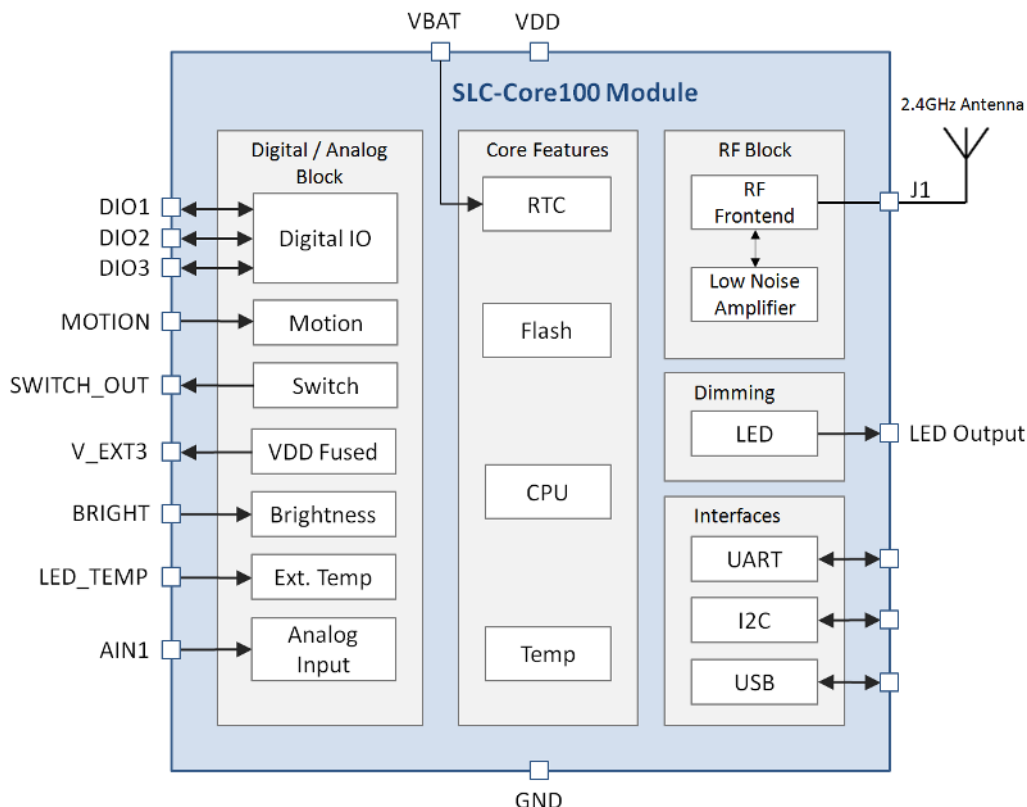 VBAT
VDD
SLC-Core100 Module
2.4GHz Antenna
J1
Digital / Analog
Block
DIO1
DIO2
DIO3
Digital IO
MOTION
Motion
SWITCH_OUT
Switch
V_EXT3
VDD Fused
BRIGHT
Brightness
LED_TEMP
Ext. Temp
AIN1
Analog
Input
Core Features
RTC
Flash
CPU
Temp
RF Block
RF
Frontend
Low Noise
Amplifier
Dimming
LED
LED Output
Interfaces
UART
I2C
USB
GND